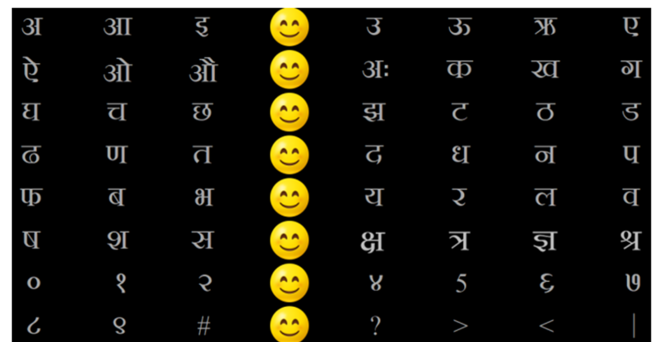 अ आ इ 😊 उ ऊ ऋ ए
ऐ ओ औ 😊 अः क ख ग
घ च छ 😊 झ ट ठ ड
ढ ण त 😊 द ध न प
फ ब भ 😊 य र ल व
ष श स 😊 क्ष त्र ज्ञ श्र
० १ २ 😊 ४ 5 ६ ७
८ ९ # 😊 ? > < |